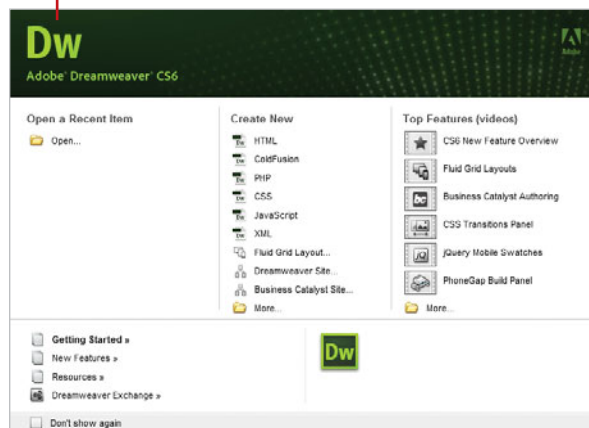 Dw
Adobe® Dreamweaver® CS6
Adobe
Open a Recent Item
Open...
Create New
HTML
ColdFusion
PHP
CSS
JavaScript
XML
Fluid Grid Layout...
Dreamweaver Site...
Business Catalyst Site...
More...
Top Features (videos)
CS6 New Feature Overview
Fluid Grid Layouts
bc
Business Catalyst Authoring
CSS Transitions Panel
jQ
jQuery Mobile Swatches
PhoneGap Build Panel
More...
Getting Started »
New Features »
Resources »
Dreamweaver Exchange »
Dw
Don't show again